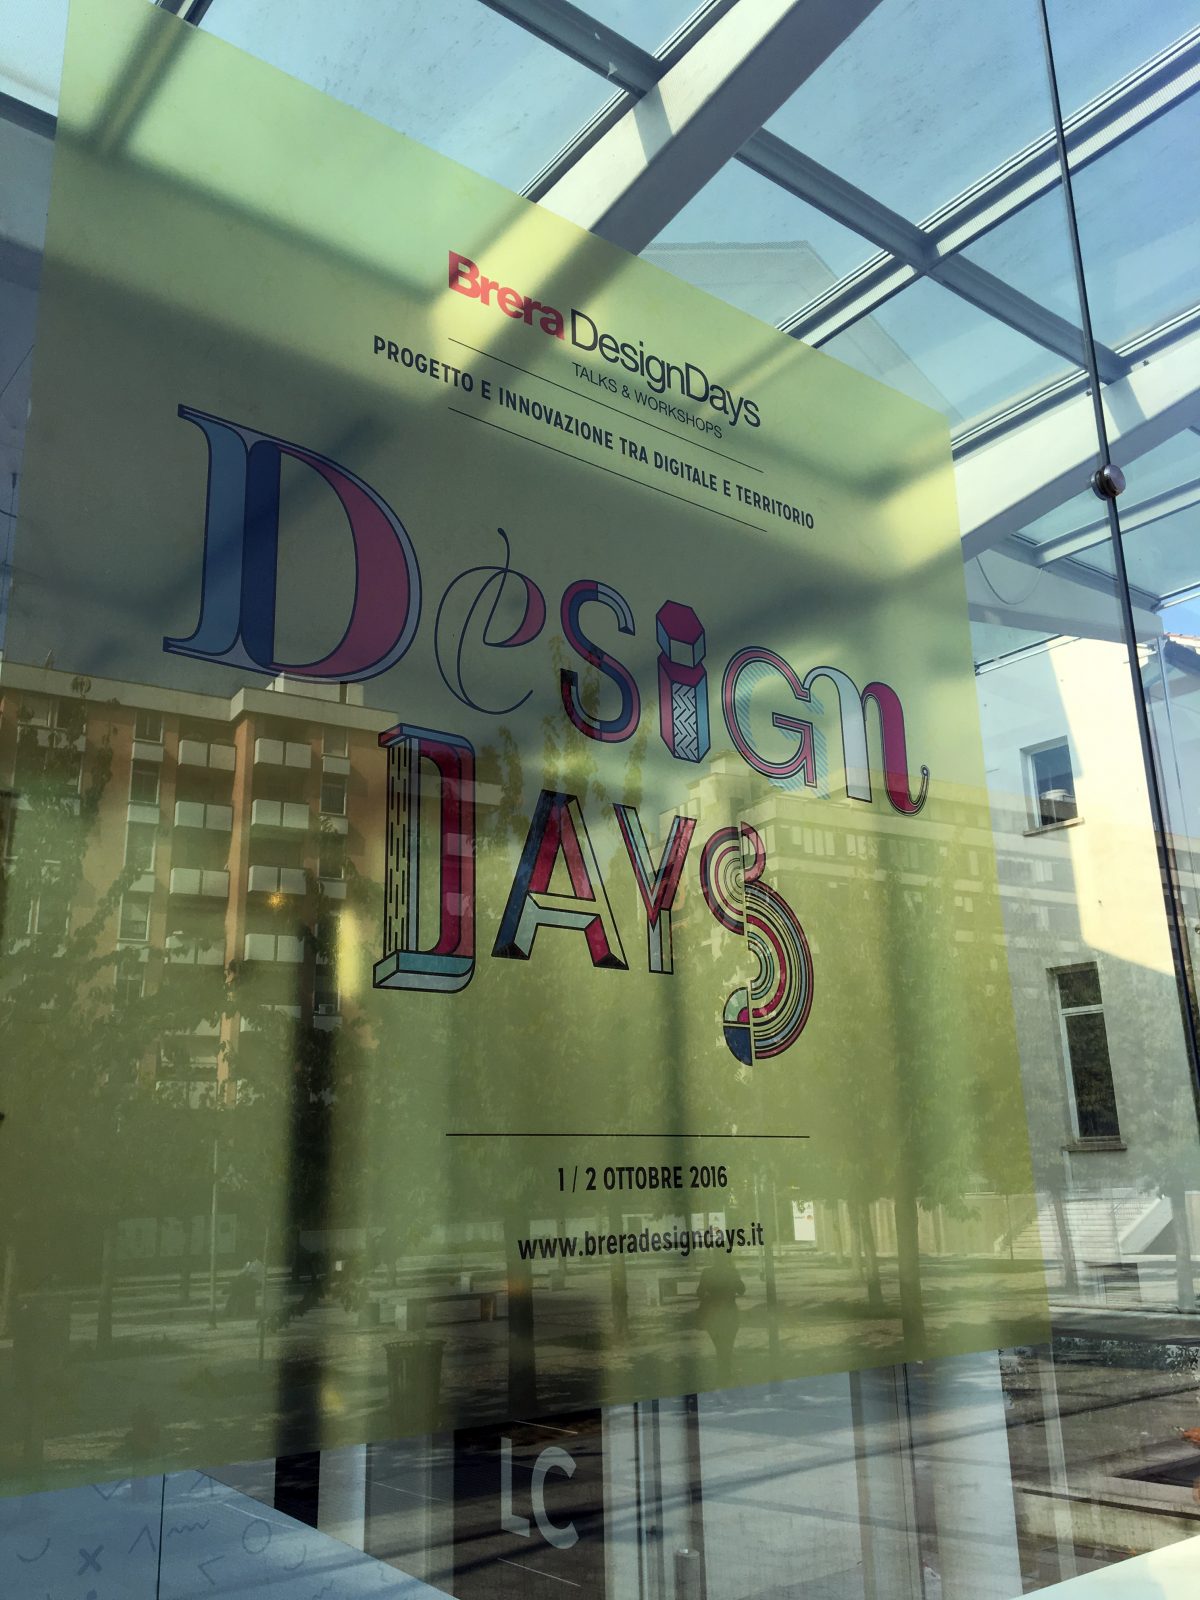 Brera DesignDays
TALKS & WORKSHOPS
PROGETTO E INNOVAZIONE TRA DIGITALE E TERRITORIO
DesiGn
DAYS
1 / 2 OTTOBRE 2016
www.breradesigndays.it
LC